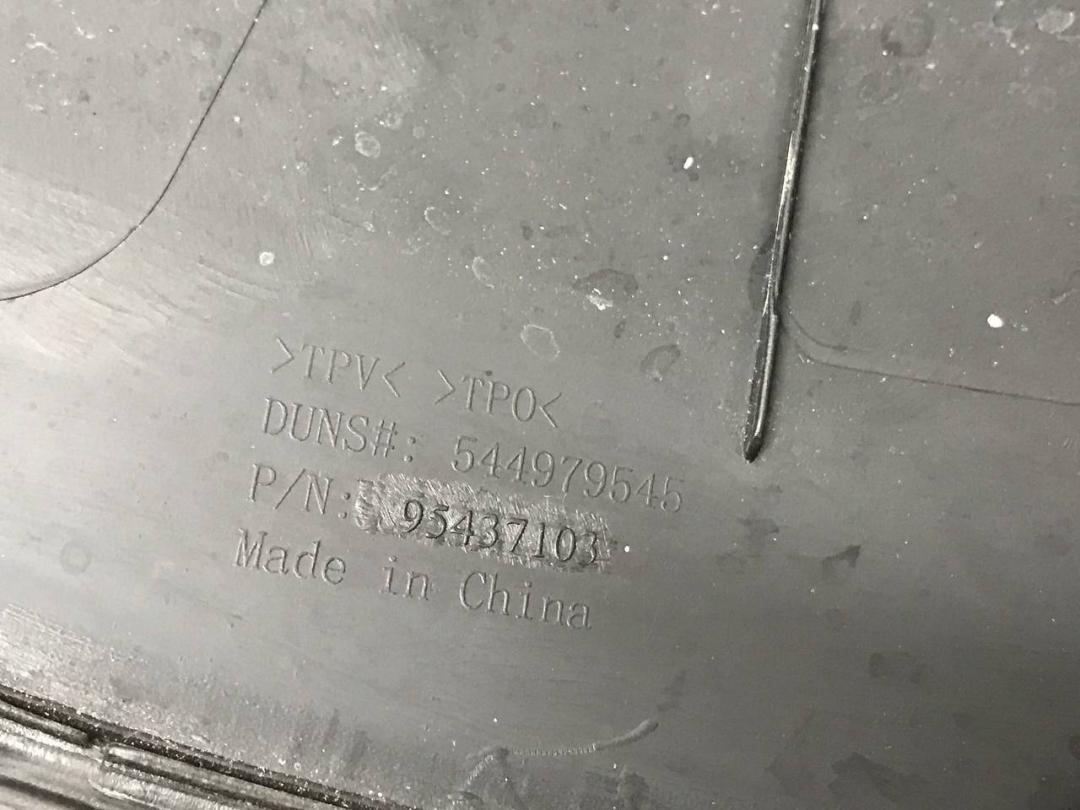 >TPV< >TPO<
DUNS#: 544979545
P/N: 95437103
Made in China